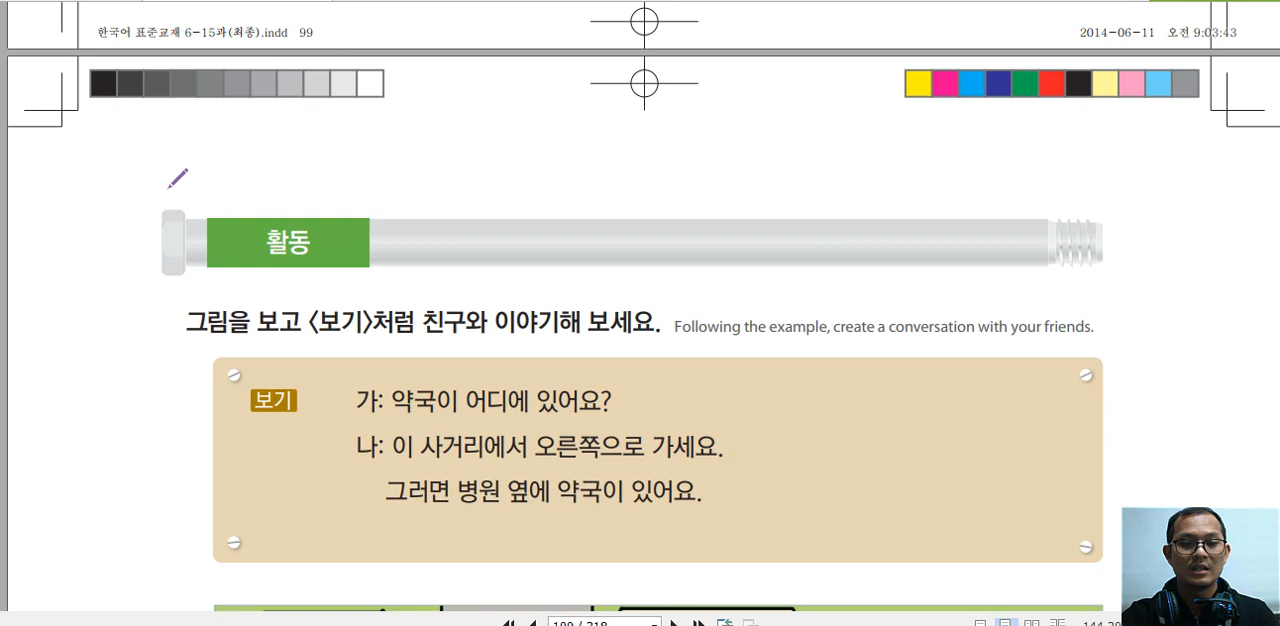 한국어 표준교재 6-15과(최종).indd 99 2014-06-11 오전 9:03:43
활동
그림을 보고 〈보기〉처럼 친구와 이야기해 보세요. Following the example, create a conversation with your friends.
보기 가: 약국이 어디에 있어요?
나: 이 사거리에서 오른쪽으로 가세요.
그러면 병원 옆에 약국이 있어요.